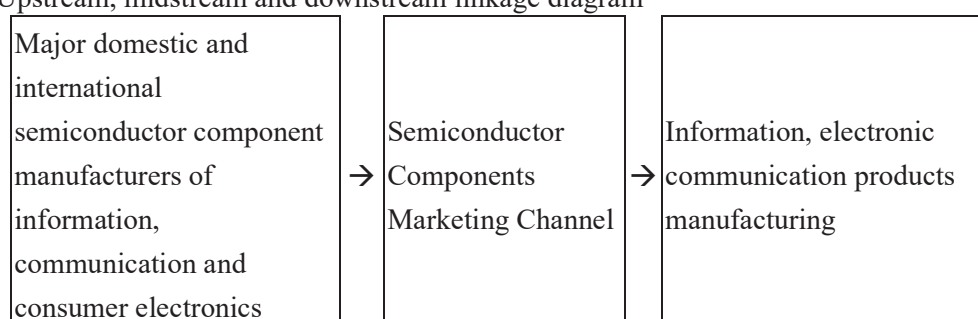 Upstream, midstream and downstream linkage diagram
Major domestic and
international
semiconductor component
manufacturers of
information,
communication and
consumer electronics
→
Semiconductor
Components
Marketing Channel
→
Information, electronic
communication products
manufacturing